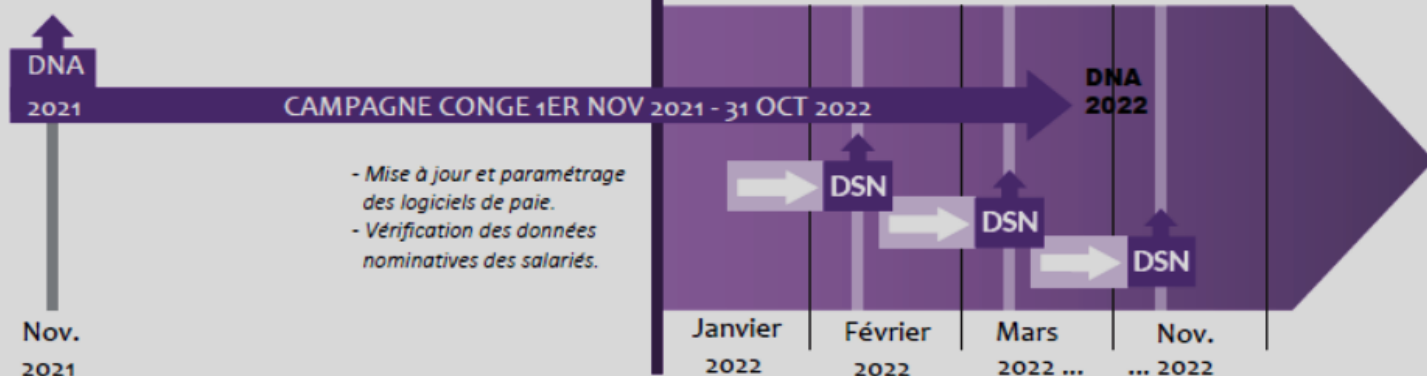 DNA
2021
CAMPAGNE CONGE 1ER NOV 2021 - 31 OCT 2022
DNA
2022
- Mise à jour et paramétrage
des logiciels de paie.
- Vérification des données
nominatives des salariés.
DSN
DSN
DSN
Nov.
2021
Janvier
2022
Février
2022
Mars
2022 ...
Nov.
... 2022